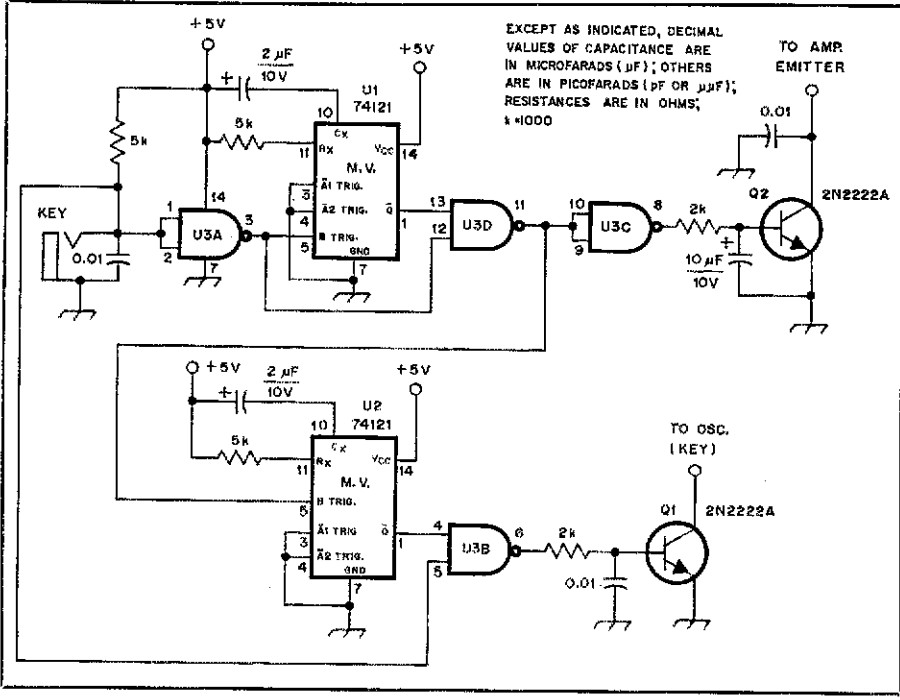 EXCEPT AS INDICATED, DECIMAL
VALUES OF CAPACITANCE ARE
IN MICROFARADS (µF); OTHERS
ARE IN PICOFARADS (pF OR µµF);
RESISTANCES ARE IN OHMS;
k=1000
+5V
2 µF
10V
+
+5V
U1
74121
5k
5k
10
CX
11
RX
VCC
14
M.V.
A̅1 TRIG.
3
A̅2 TRIG.
4
B TRIG.
5
Q̅
1
GND
7
KEY
0.01
1
2
14
U3A
3
7
13
12
U3D
11
10
9
U3C
8
2k
+
10 µF
10V
Q2
2N2222A
0.01
TO AMP.
EMITTER
+5V
2 µF
10V
+
+5V
U2
74121
5k
10
CX
11
RX
VCC
14
M.V.
B TRIG.
5
A̅1 TRIG
3
A̅2 TRIG.
4
Q̅
1
GND
7
4
5
U3B
6
2k
0.01
Q1
2N2222A
TO OSC.
(KEY)